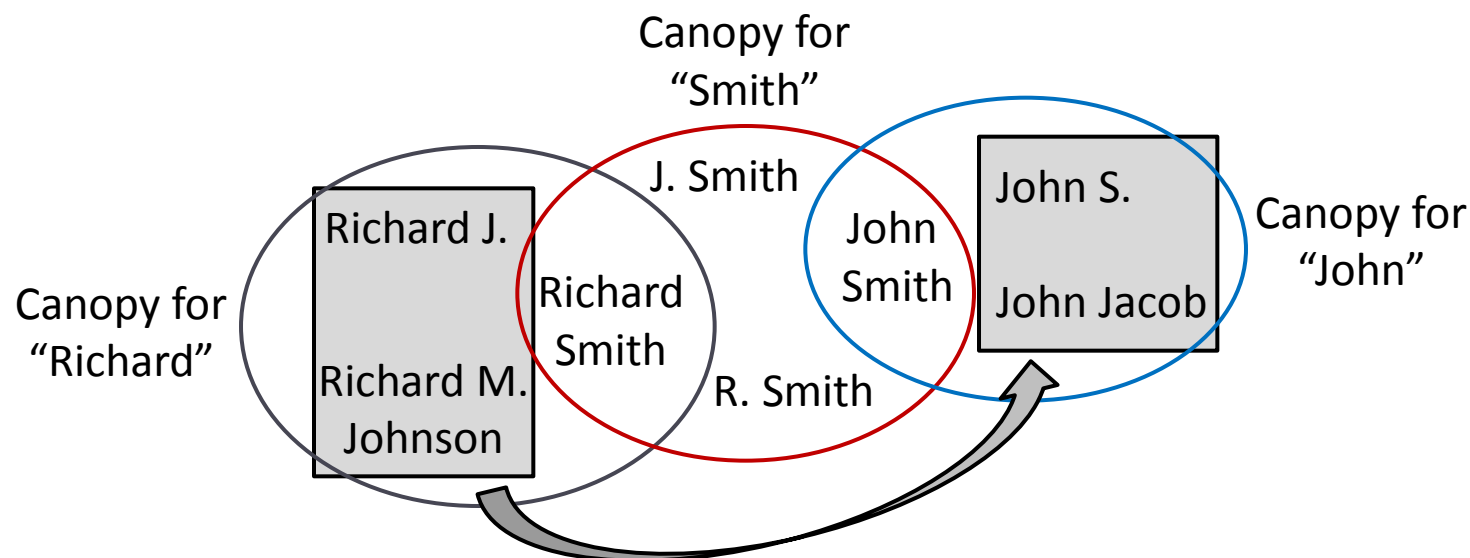 Canopy for
“Smith”
J. Smith
John S.
Richard J.
John
Smith
Canopy for
“John”
Richard
Smith
John Jacob
Canopy for
“Richard”
Richard M.
Johnson
R. Smith